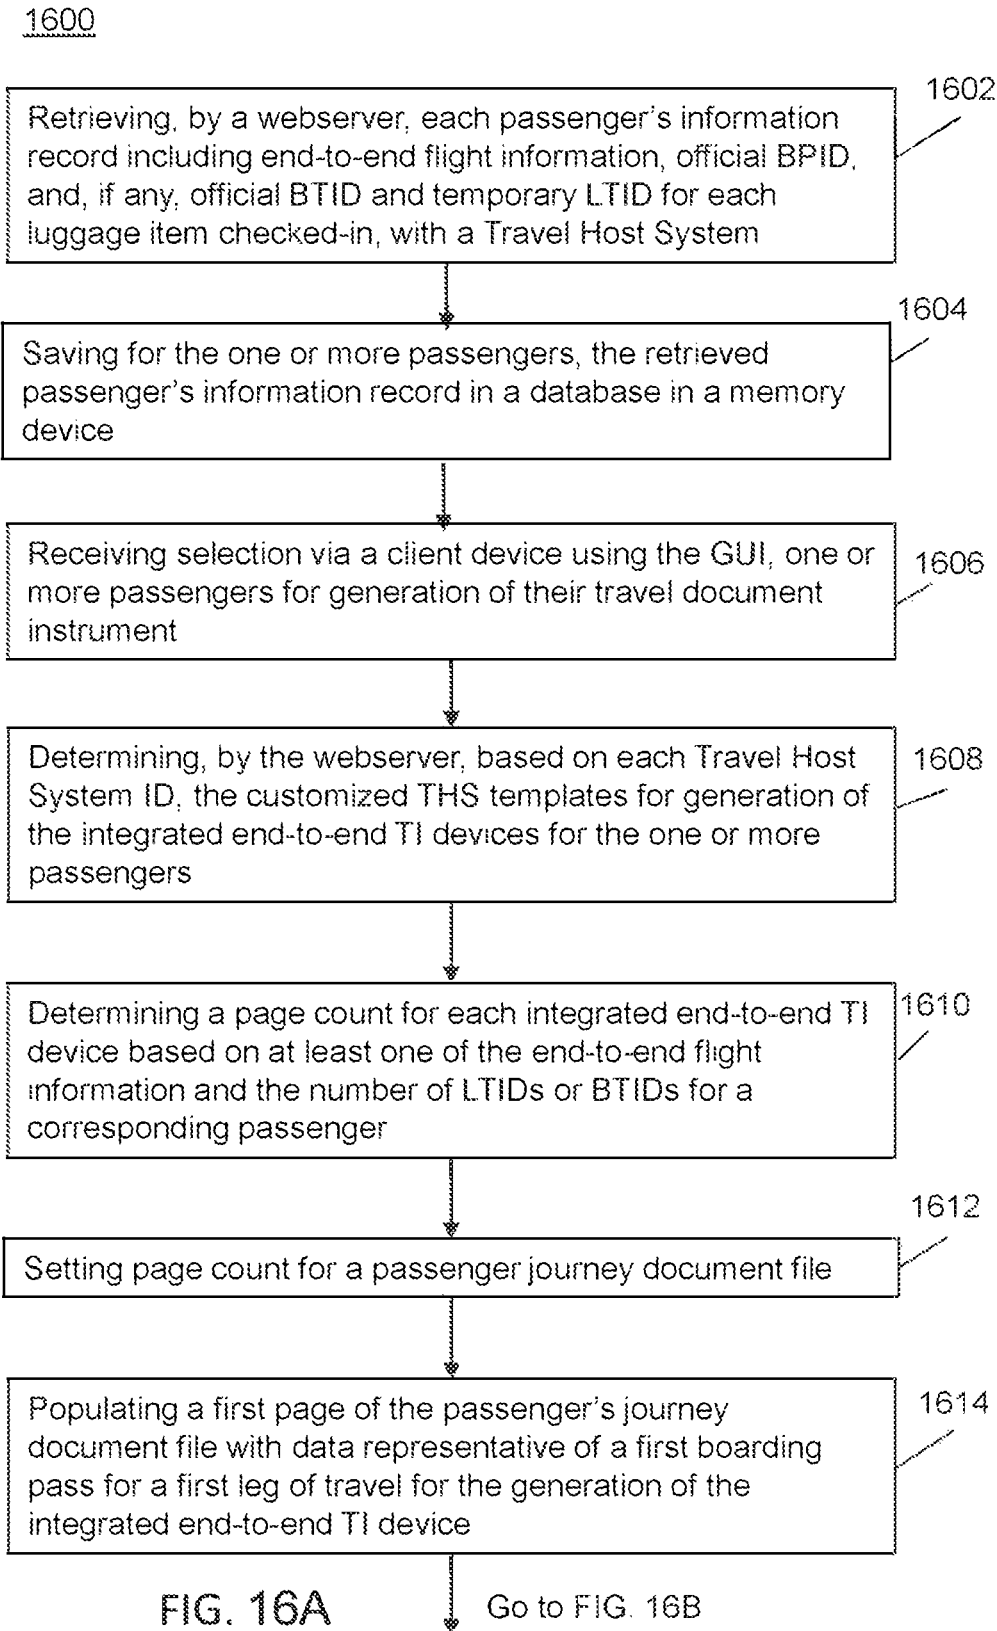 1600
1602
Retrieving, by a webserver, each passenger's information
record including end-to-end flight information, official BPID,
and, if any, official BTID and temporary LTID for each
luggage item checked-in, with a Travel Host System
1604
Saving for the one or more passengers, the retrieved
passenger's information record in a database in a memory
device
1606
Receiving selection via a client device using the GUI, one or
more passengers for generation of their travel document
instrument
1608
Determining, by the webserver, based on each Travel Host
System ID, the customized THS templates for generation of
the integrated end-to-end TI devices for the one or more
passengers
1610
Determining a page count for each integrated end-to-end TI
device based on at least one of the end-to-end flight
information and the number of LTIDs or BTIDs for a
corresponding passenger
1612
Setting page count for a passenger journey document file
1614
Populating a first page of the passenger's journey
document file with data representative of a first boarding
pass for a first leg of travel for the generation of the
integrated end-to-end TI device
FIG. 16A
Go to FIG. 16B